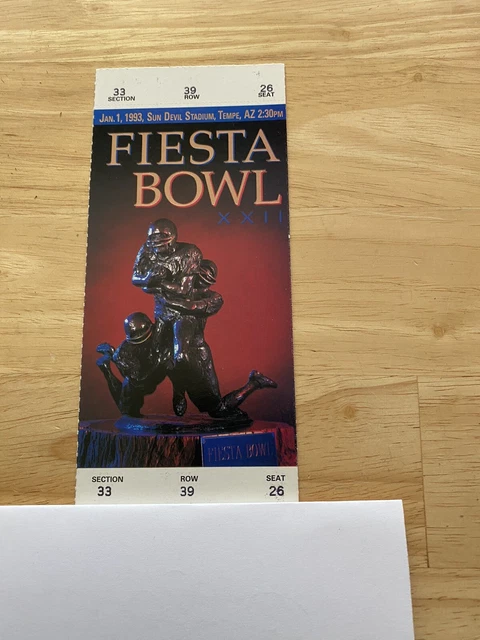 33 39 26
SECTION ROW SEAT
JAN. 1, 1993, SUN DEVIL STADIUM, TEMPE, AZ 2:30PM
FIESTA
BOWL
XXII
FIESTA BOWL
SECTION ROW SEAT
33 39 26